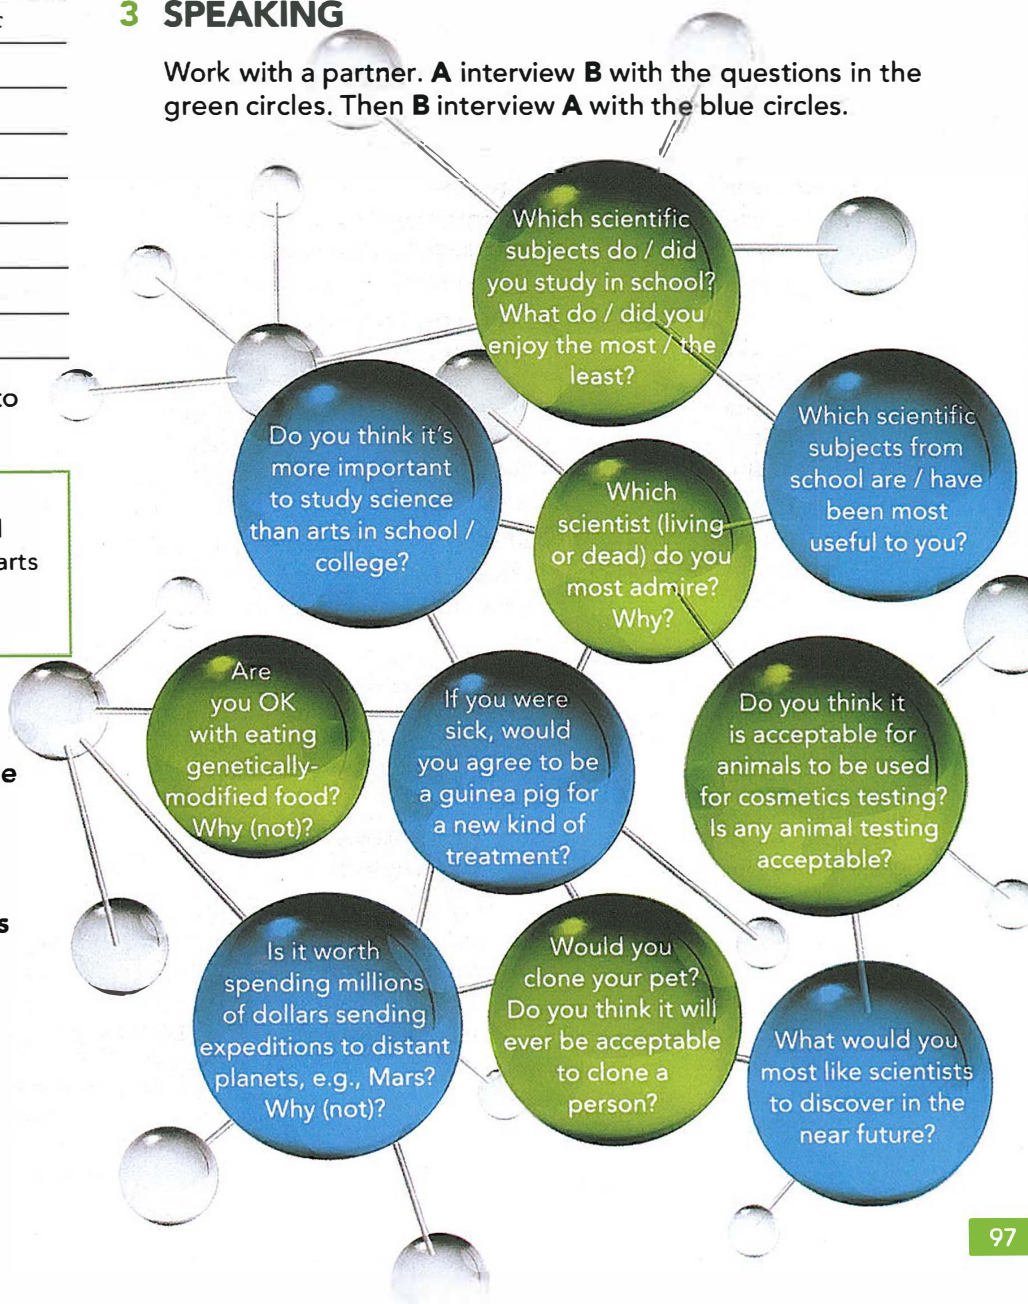 3 SPEAKING
Work with a partner. A interview B with the questions in the
green circles. Then B interview A with the blue circles.
Which scientific
subjects do / did
you study in school?
What do / did you
enjoy the most / the
least?
Do you think it's
more important
to study science
than arts in school /
college?
Which
scientist (living
or dead) do you
most admire?
Why?
Which scientific
subjects from
school are / have
been most
useful to you?
Are
you OK
with eating
genetically-
modified food?
Why (not)?
If you were
sick, would
you agree to be
a guinea pig for
a new kind of
treatment?
Do you think it
is acceptable for
animals to be used
for cosmetics testing?
Is any animal testing
acceptable?
Is it worth
spending millions
of dollars sending
expeditions to distant
planets, e.g., Mars?
Why (not)?
Would you
clone your pet?
Do you think it will
ever be acceptable
to clone a
person?
What would you
most like scientists
to discover in the
near future?
to
arts
e
s
97